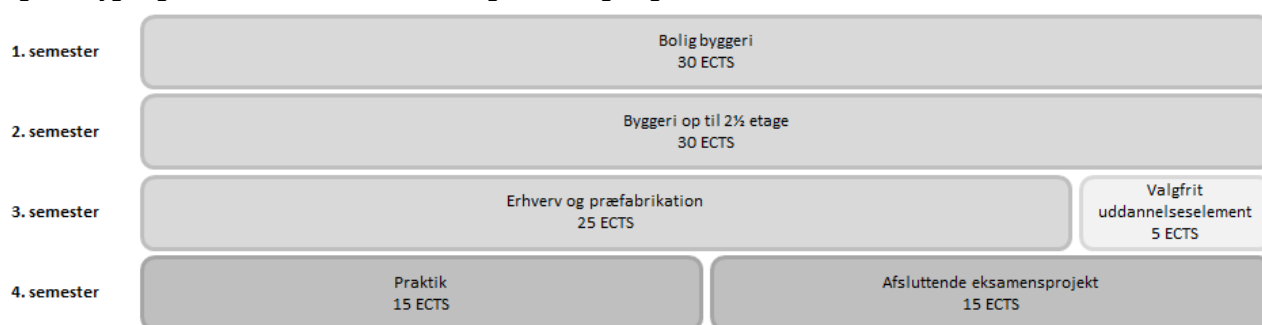 1. semester
Bolig byggeri
30 ECTS
2. semester
Byggeri op til 2½ etage
30 ECTS
3. semester
Erhverv og præfabrikation
25 ECTS
Valgfrit
uddannelseselement
5 ECTS
4. semester
Praktik
15 ECTS
Afsluttende eksamensprojekt
15 ECTS